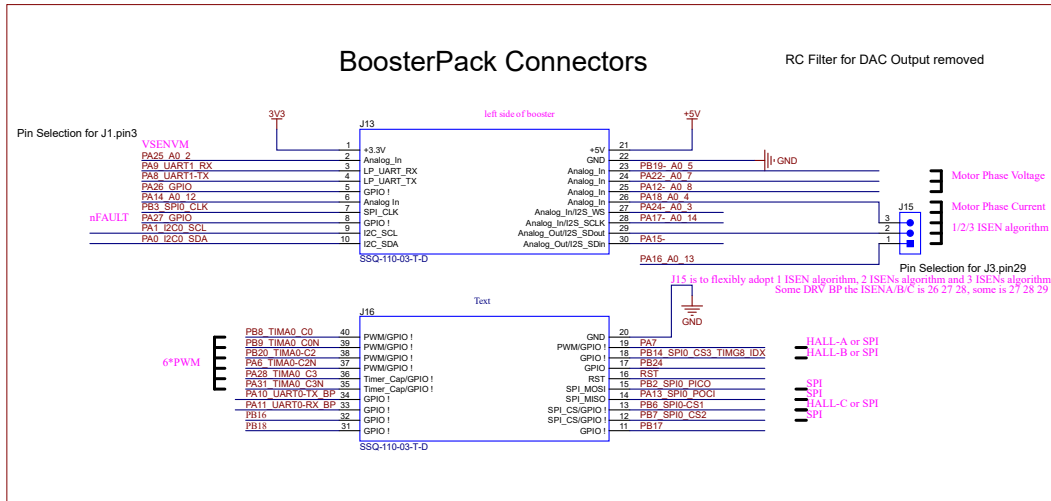 BoosterPack Connectors
RC Filter for DAC Output removed
Pin Selection for J1.pin3
3V3
J13
left side of booster
+5V
VSENVM
1 +3.3V +5V 21
PA25_A0_2 2 Analog_In GND 22 GND
PA9_UART1_RX 3 LP_UART_RX Analog_In 23 PB19-_A0_5
PA8_UART1-TX 4 LP_UART_TX Analog_In 24 PA22-_A0_7 Motor Phase Voltage
PA26_GPIO 5 GPIO ! Analog_In 25 PA12-_A0_8
PA14_A0_12 6 Analog In Analog_In 26 PA18_A0_4
PB3_SPI0_CLK 7 SPI_CLK Analog_In/I2S_WS 27 PA24-_A0_3 Motor Phase Current J15
nFAULT PA27_GPIO 8 GPIO ! Analog_In/I2S_SCLK 28 PA17-_A0_14 3
PA1_I2C0_SCL 9 I2C_SCL Analog_Out/I2S_SDout 29 2 1/2/3 ISEN algorithm
PA0_I2C0_SDA 10 I2C_SDA Analog_Out/I2S_SDin 30 PA15- 1
SSQ-110-03-T-D
PA16_A0_13
Pin Selection for J3.pin29
J15 is to flexibly adopt 1 ISEN algorithm, 2 ISENs algorithm and 3 ISENs algorithm
Some DRV BP the ISENA/B/C is 26 27 28, some is 27 28 29
Text
J16
GND
PB8_TIMA0_C0 40 PWM/GPIO ! GND 20
PB9_TIMA0_C0N 39 PWM/GPIO ! PWM/GPIO ! 19 PA7 HALL-A or SPI
PB20_TIMA0-C2 38 PWM/GPIO ! GPIO ! 18 PB14_SPI0_CS3_TIMG8_IDX HALL-B or SPI
6*PWM PA6_TIMA0-C2N 37 PWM/GPIO ! GPIO 17 PB24
PA28_TIMA0_C3 36 Timer_Cap/GPIO ! RST 16 RST
PA31_TIMA0_C3N 35 Timer_Cap/GPIO ! SPI_MOSI 15 PB2_SPI0_PICO SPI
PA10_UART0-TX_BP 34 GPIO ! SPI_MISO 14 PA13_SPI0_POCI SPI
PA11_UART0-RX_BP 33 GPIO ! SPI_CS/GPIO ! 13 PB6_SPI0-CS1 HALL-C or SPI
PB16 32 GPIO ! SPI_CS/GPIO ! 12 PB7_SPI0_CS2 SPI
PB18 31 GPIO ! GPIO ! 11 PB17
SSQ-110-03-T-D